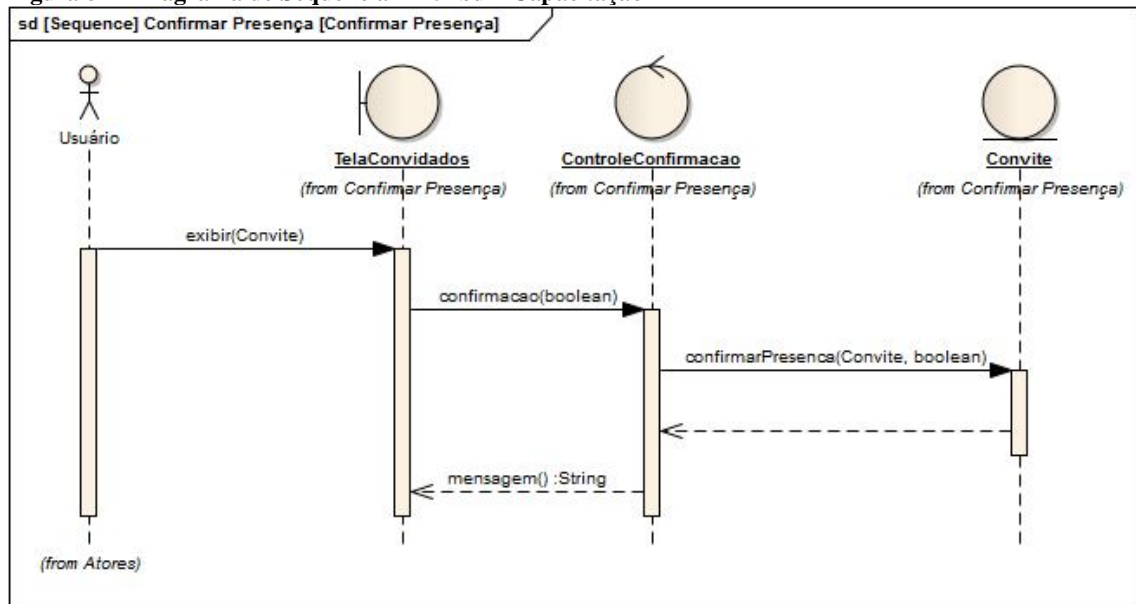 sd [Sequence] Confirmar Presença [Confirmar Presença]
Usuário
TelaConvidados
(from Confirmar Presença)
ControleConfirmacao
(from Confirmar Presença)
Convite
(from Confirmar Presença)
exibir(Convite)
confirmacao(boolean)
confirmarPresenca(Convite, boolean)
mensagem() :String
(from Atores)